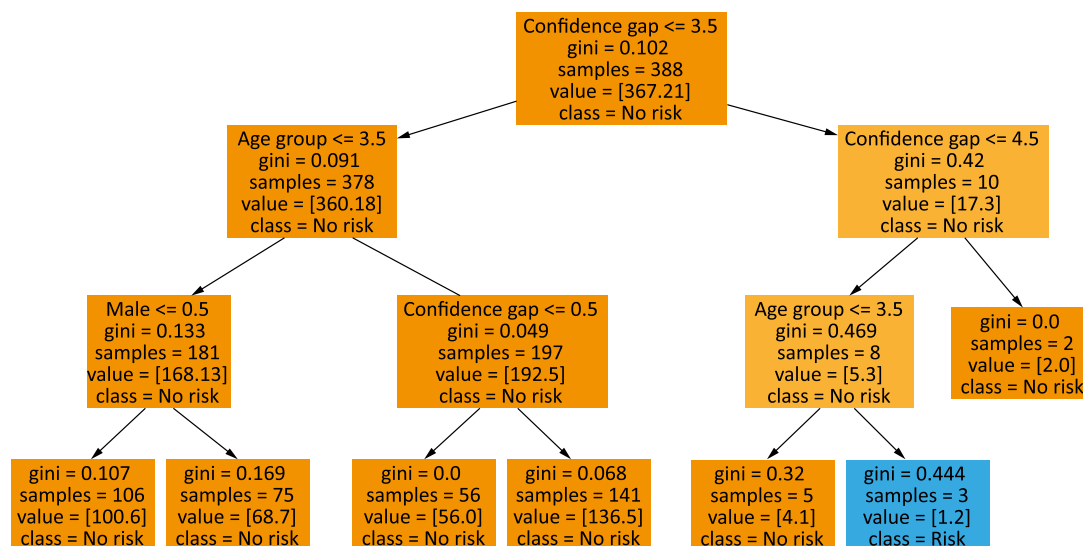 Confidence gap <= 3.5
gini = 0.102
samples = 388
value = [367.21]
class = No risk
Age group <= 3.5
gini = 0.091
samples = 378
value = [360.18]
class = No risk
Confidence gap <= 4.5
gini = 0.42
samples = 10
value = [17.3]
class = No risk
Male <= 0.5
gini = 0.133
samples = 181
value = [168.13]
class = No risk
Confidence gap <= 0.5
gini = 0.049
samples = 197
value = [192.5]
class = No risk
Age group <= 3.5
gini = 0.469
samples = 8
value = [5.3]
class = No risk
gini = 0.0
samples = 2
value = [2.0]
class = No risk
gini = 0.107
samples = 106
value = [100.6]
class = No risk
gini = 0.169
samples = 75
value = [68.7]
class = No risk
gini = 0.0
samples = 56
value = [56.0]
class = No risk
gini = 0.068
samples = 141
value = [136.5]
class = No risk
gini = 0.32
samples = 5
value = [4.1]
class = No risk
gini = 0.444
samples = 3
value = [1.2]
class = Risk